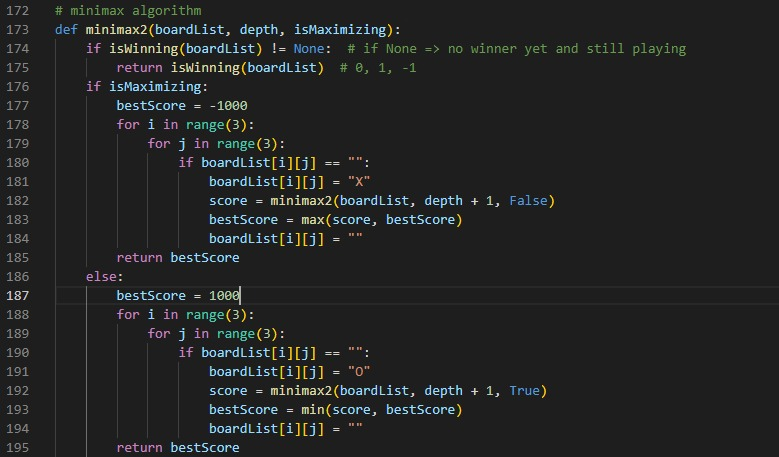 172 # minimax algorithm
173 def minimax2(boardList, depth, isMaximizing):
174     if isWinning(boardList) != None:  # if None => no winner yet and still playing
175         return isWinning(boardList)  # 0, 1, -1
176     if isMaximizing:
177         bestScore = -1000
178         for i in range(3):
179             for j in range(3):
180                 if boardList[i][j] == "":
181                     boardList[i][j] = "X"
182                     score = minimax2(boardList, depth + 1, False)
183                     bestScore = max(score, bestScore)
184                     boardList[i][j] = ""
185         return bestScore
186     else:
187         bestScore = 1000
188         for i in range(3):
189             for j in range(3):
190                 if boardList[i][j] == "":
191                     boardList[i][j] = "O"
192                     score = minimax2(boardList, depth + 1, True)
193                     bestScore = min(score, bestScore)
194                     boardList[i][j] = ""
195         return bestScore